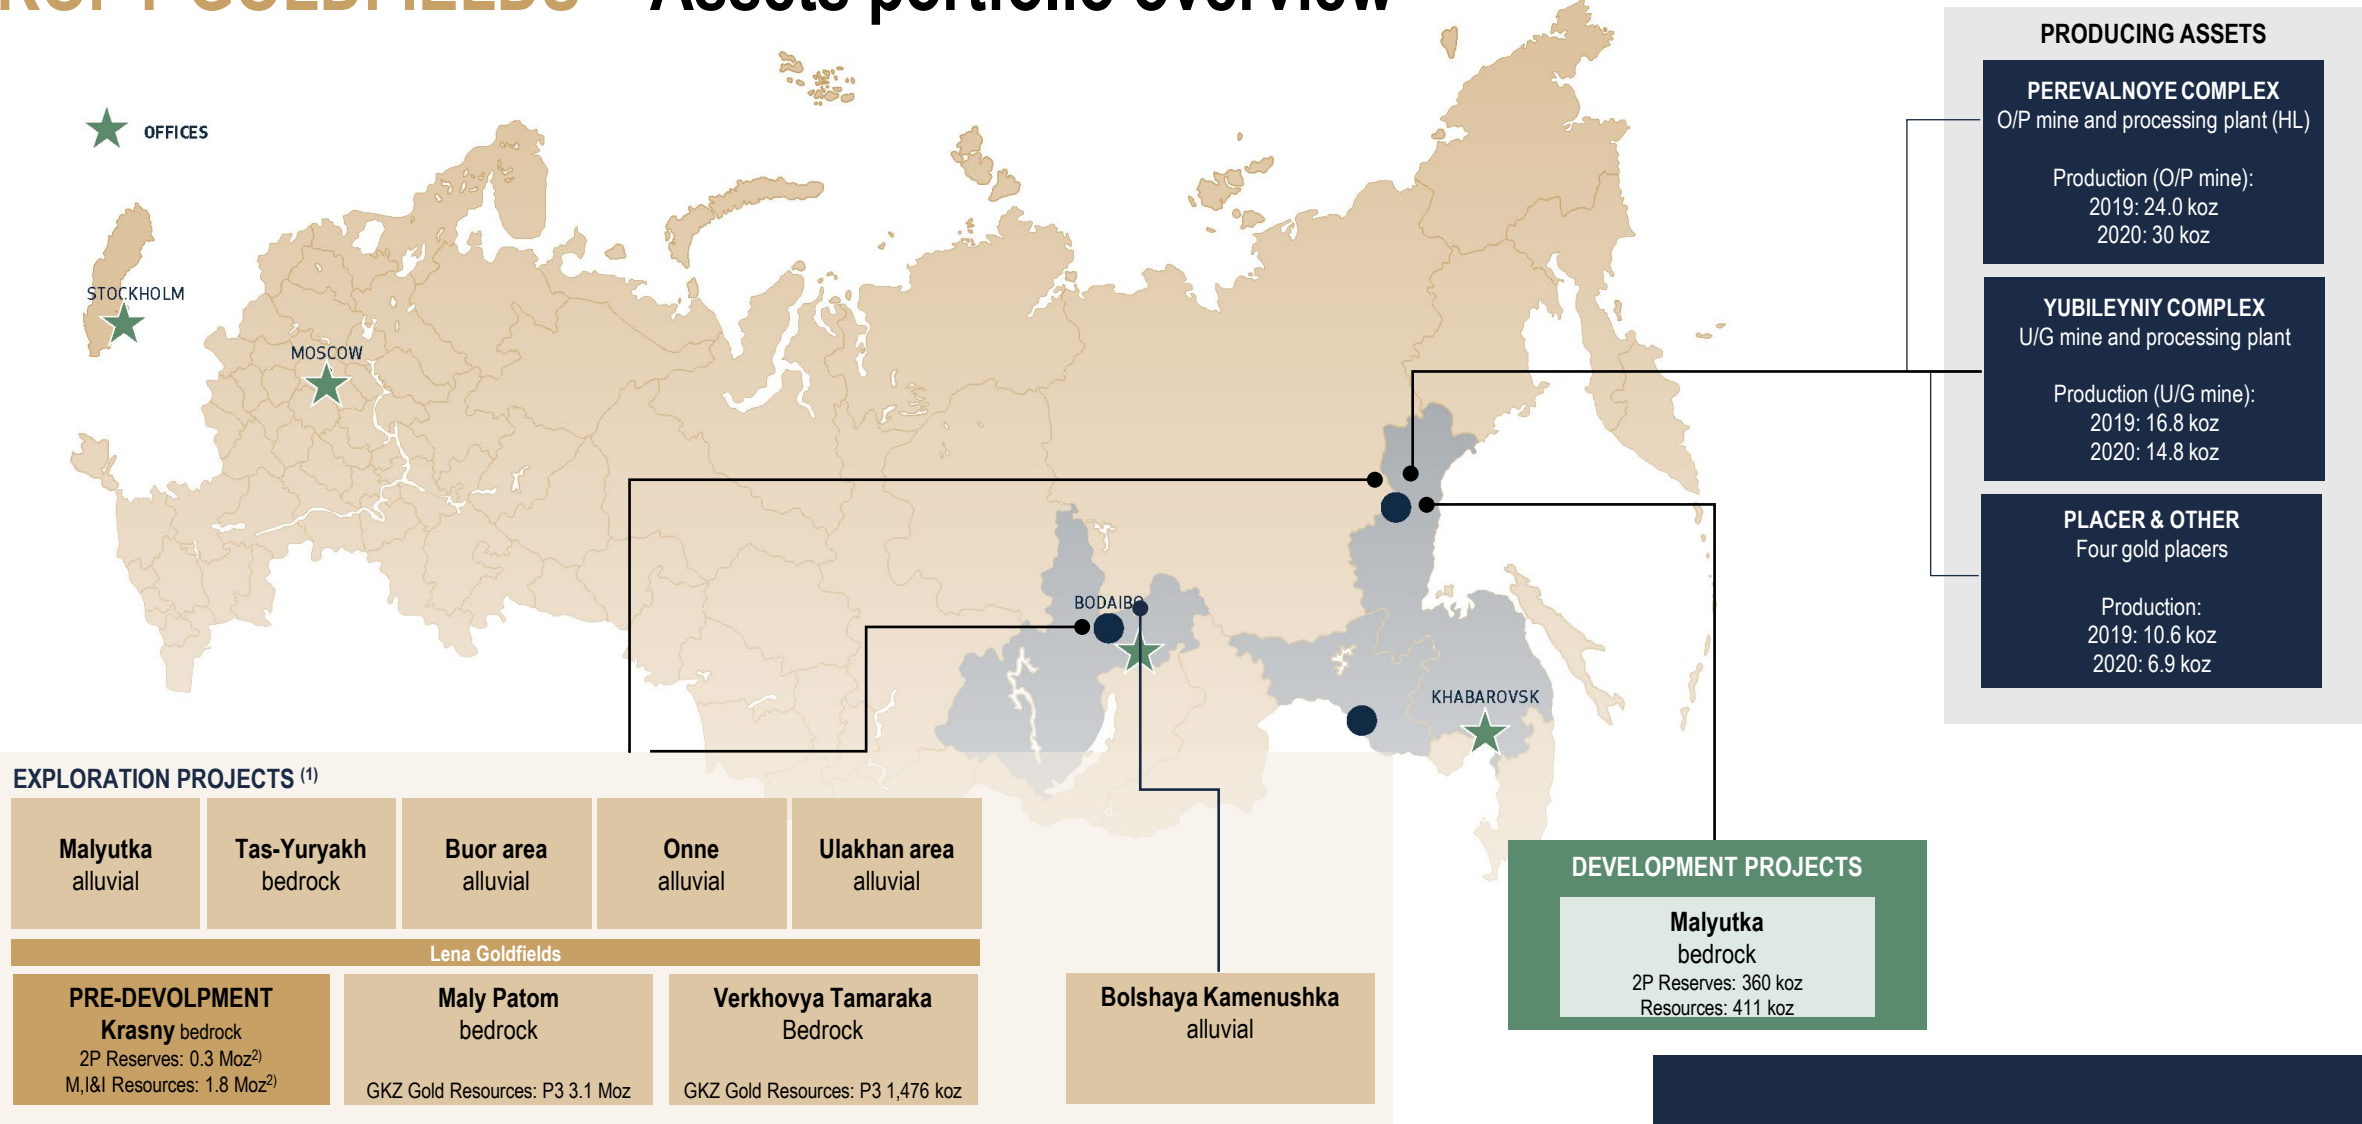 GOLDFIELDS
Assets portfolio overview
OFFICES
STOCKHOLM
MOSCOW
BODAIBO
KHABAROVSK
PRODUCING ASSETS
PEREVALNOYE COMPLEX
O/P mine and processing plant (HL)
Production (O/P mine):
2019: 24.0 koz
2020: 30 koz
YUBILEYNIY COMPLEX
U/G mine and processing plant
Production (U/G mine):
2019: 16.8 koz
2020: 14.8 koz
PLACER & OTHER
Four gold placers
Production:
2019: 10.6 koz
2020: 6.9 koz
EXPLORATION PROJECTS (1)
Malyutka
alluvial
Tas-Yuryakh
bedrock
Buor area
alluvial
Onne
alluvial
Ulakhan area
alluvial
Lena Goldfields
PRE-DEVOLPMENT
Krasny bedrock
2P Reserves: 0.3 Moz2)
M,I&I Resources: 1.8 Moz2)
Maly Patom
bedrock
GKZ Gold Resources: P3 3.1 Moz
Verkhovya Tamaraka
Bedrock
GKZ Gold Resources: P3 1,476 koz
Bolshaya Kamenushka
alluvial
DEVELOPMENT PROJECTS
Malyutka
bedrock
2P Reserves: 360 koz
Resources: 411 koz